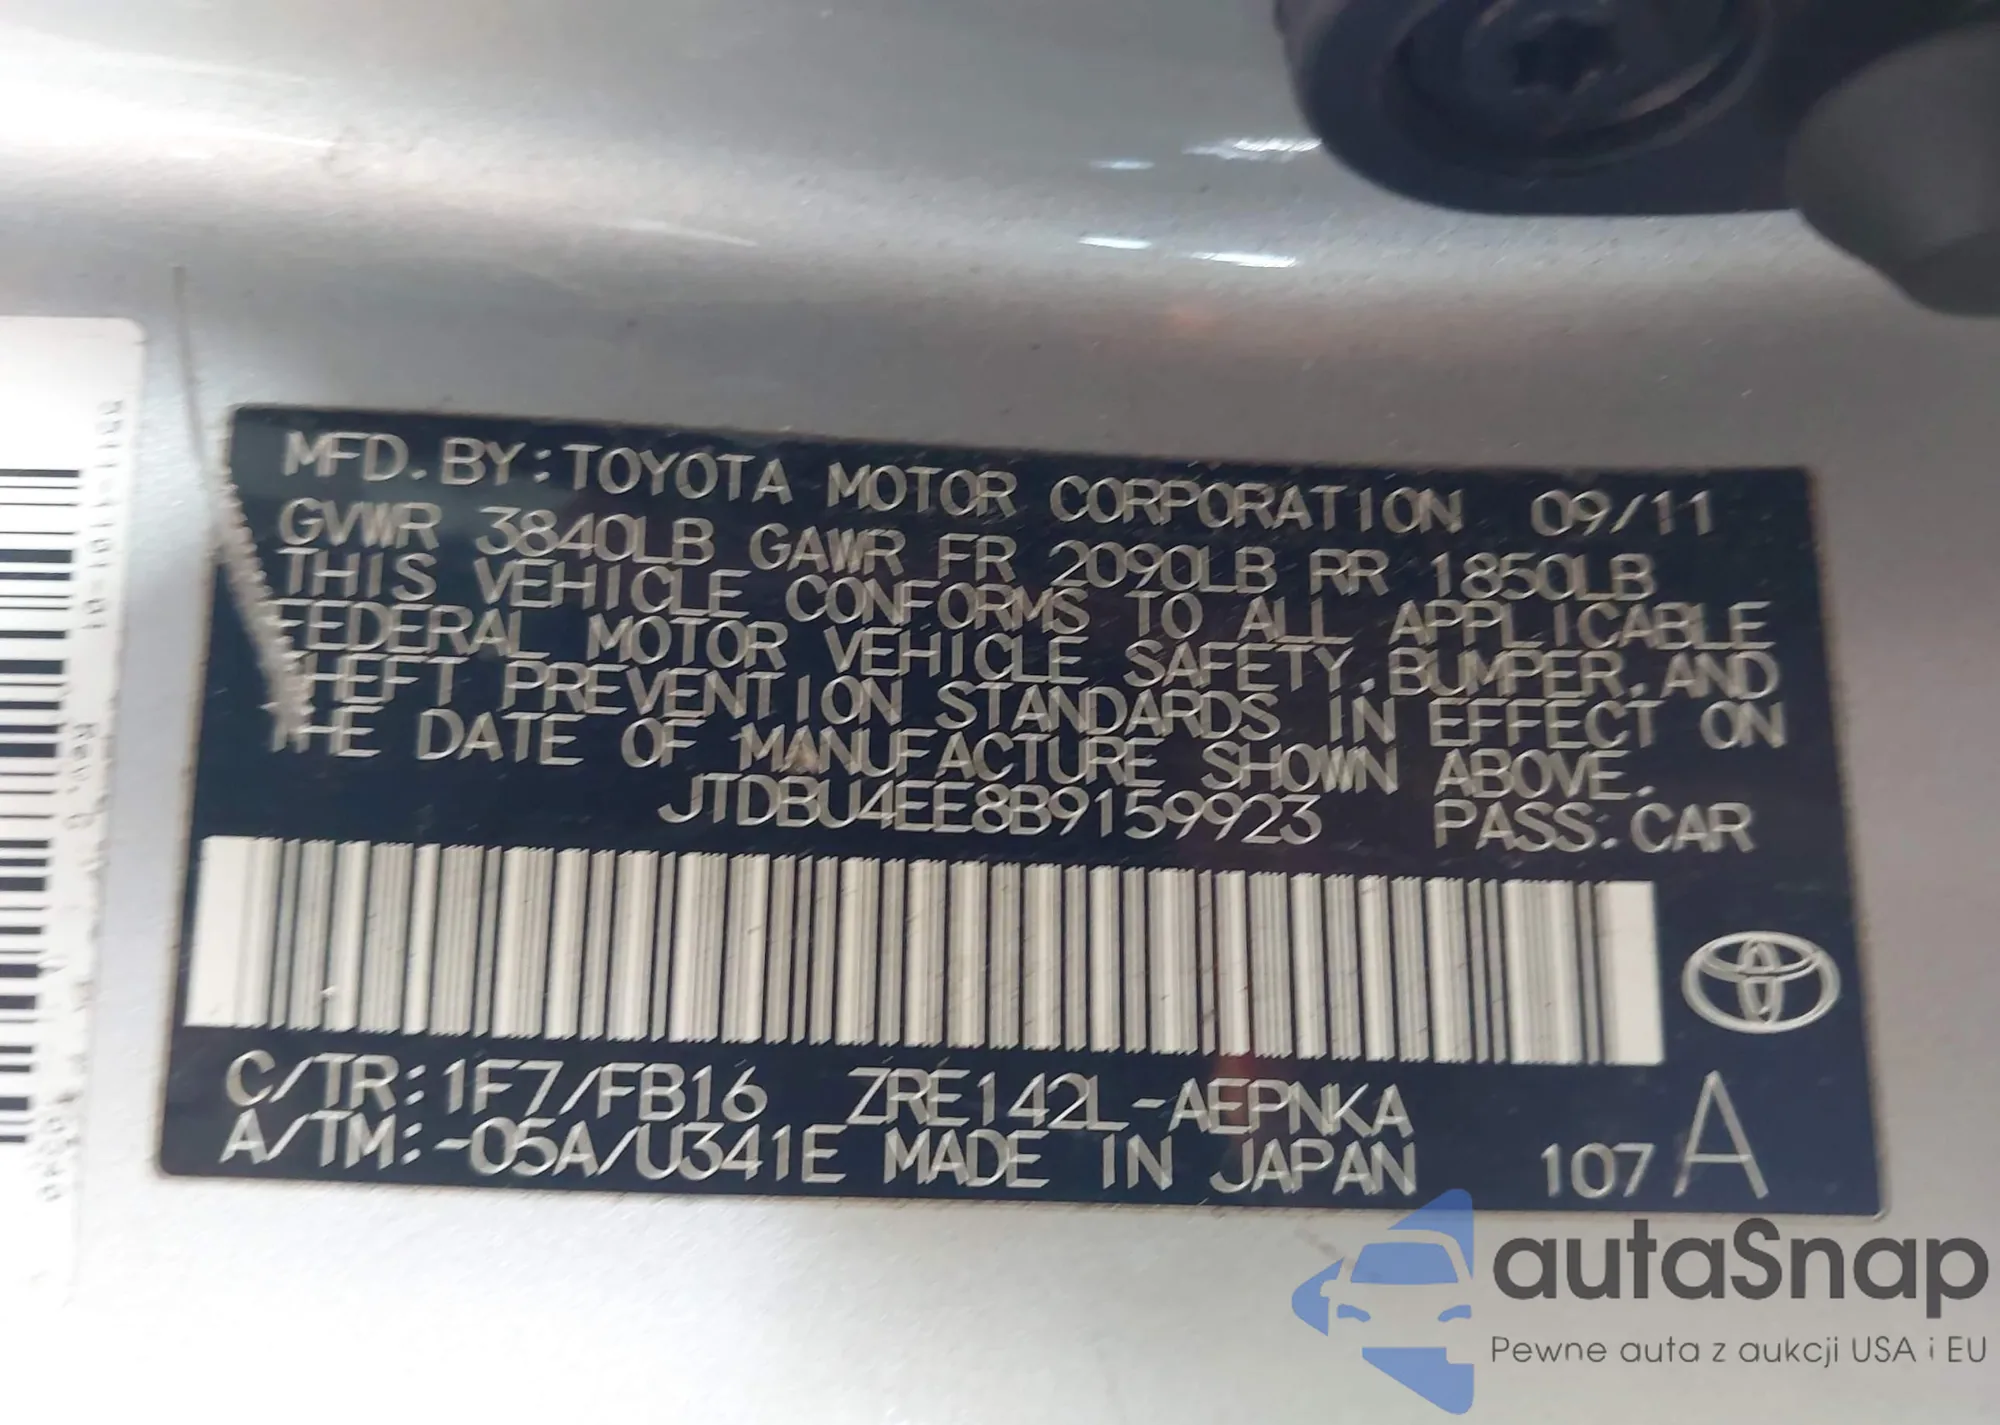 MFD. BY: TOYOTA MOTOR CORPORATION 09/11
GVWR 3840LB GAWR FR 2090LB RR 1850LB
THIS VEHICLE CONFORMS TO ALL APPLICABLE
FEDERAL MOTOR VEHICLE SAFETY, BUMPER, AND
THEFT PREVENTION STANDARDS IN EFFECT ON
THE DATE OF MANUFACTURE SHOWN ABOVE.
JTDBU4EE8B9159923 PASS. CAR
C/TR: 1F7/FB16 ZRE142L-AEPNKA
A/TM: -05A/U341E MADE IN JAPAN 107 A
autaSnap
Pewne auta z aukcji USA i EU